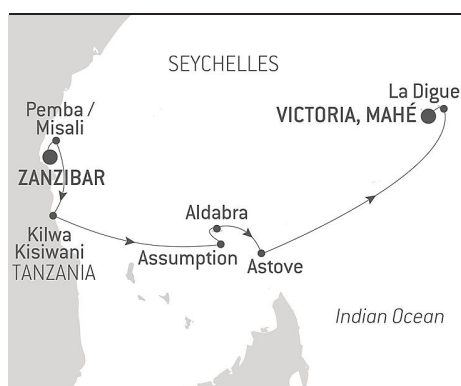 SEYCHELLES
La Digue
VICTORIA, MAHÉ
Pemba /
Misali
ZANZIBAR
Kilwa
Kisiwani
TANZANIA
Aldabra
Assumption
Astove
Indian Ocean